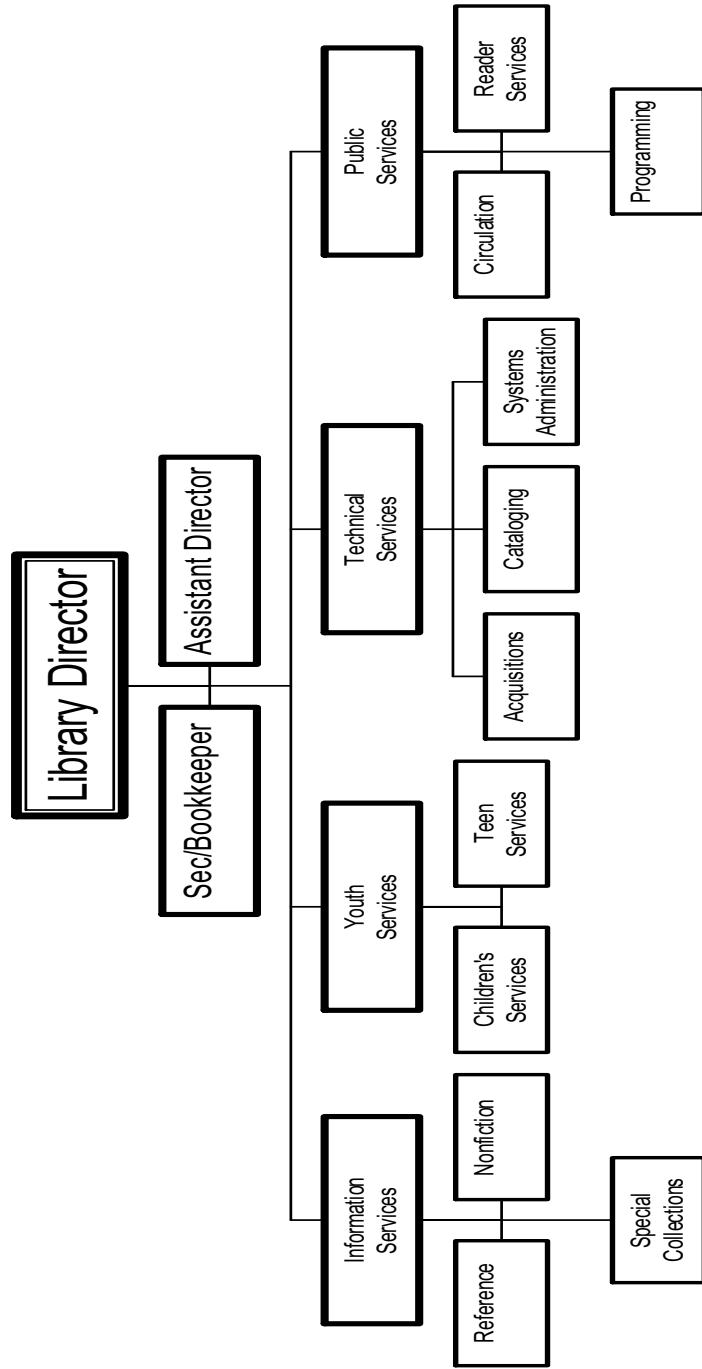 Library Director
Sec/Bookkeeper
Assistant Director
Information
Services
Youth
Services
Technical
Services
Public
Services
Reference
Nonfiction
Children's
Services
Teen
Services
Acquisitions
Cataloging
Systems
Administration
Circulation
Reader
Services
Special
Collections
Programming